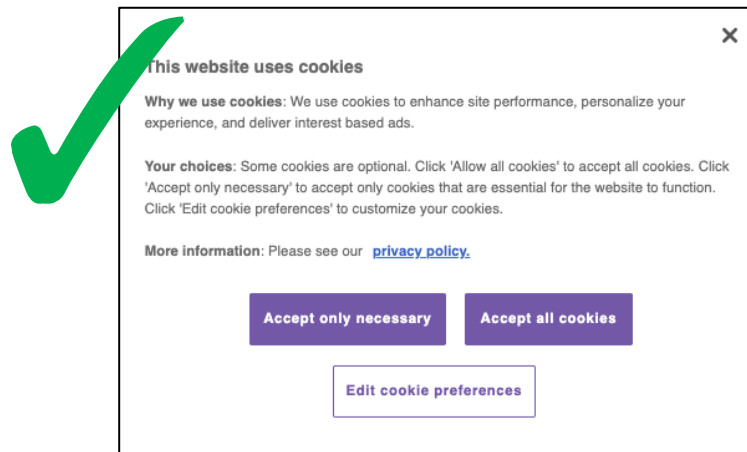 This website uses cookies
Why we use cookies: We use cookies to enhance site performance, personalize your
experience, and deliver interest based ads.
Your choices: Some cookies are optional. Click 'Allow all cookies' to accept all cookies. Click
'Accept only necessary' to accept only cookies that are essential for the website to function.
Click 'Edit cookie preferences' to customize your cookies.
More information: Please see our privacy policy.
Accept only necessary
Accept all cookies
Edit cookie preferences